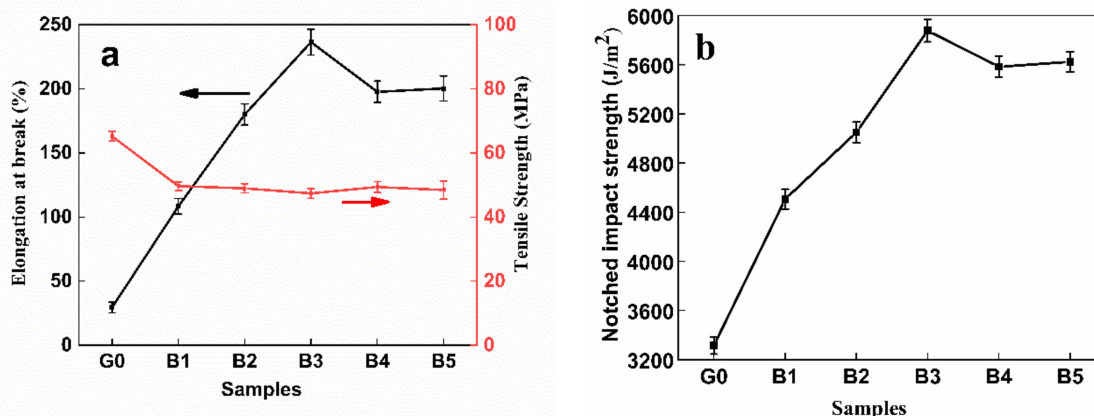 a
Elongation at break (%)
250
200
150
100
50
0
G0 B1 B2 B3 B4 B5
Samples
100
80
60
40
20
0
Tensile Strength (MPa)
b
Notched impact strength (J/m²)
6000
5600
5200
4800
4400
4000
3600
3200
G0 B1 B2 B3 B4 B5
Samples